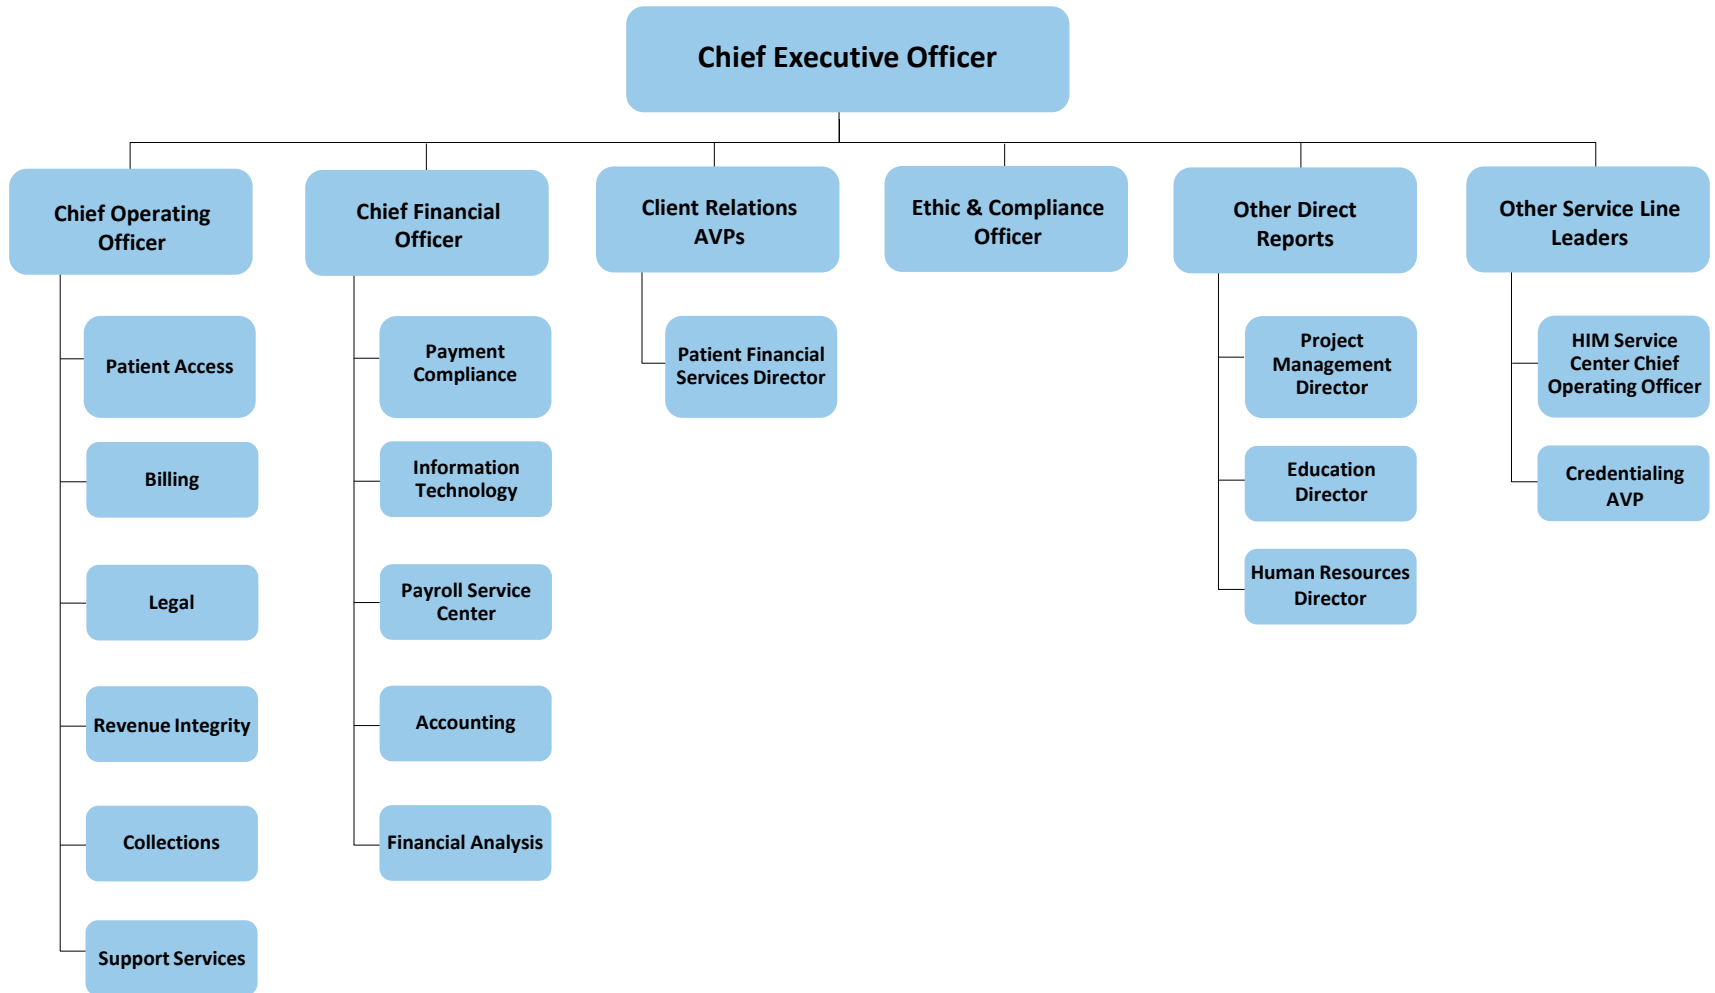 Chief Executive Officer
Chief Operating
Officer
Chief Financial
Officer
Client Relations
AVPs
Ethic & Compliance
Officer
Other Direct
Reports
Other Service Line
Leaders
Patient Access
Billing
Legal
Revenue Integrity
Collections
Support Services
Payment
Compliance
Information
Technology
Payroll Service
Center
Accounting
Financial Analysis
Patient Financial
Services Director
Project
Management
Director
Education
Director
Human Resources
Director
HIM Service
Center Chief
Operating Officer
Credentialing
AVP